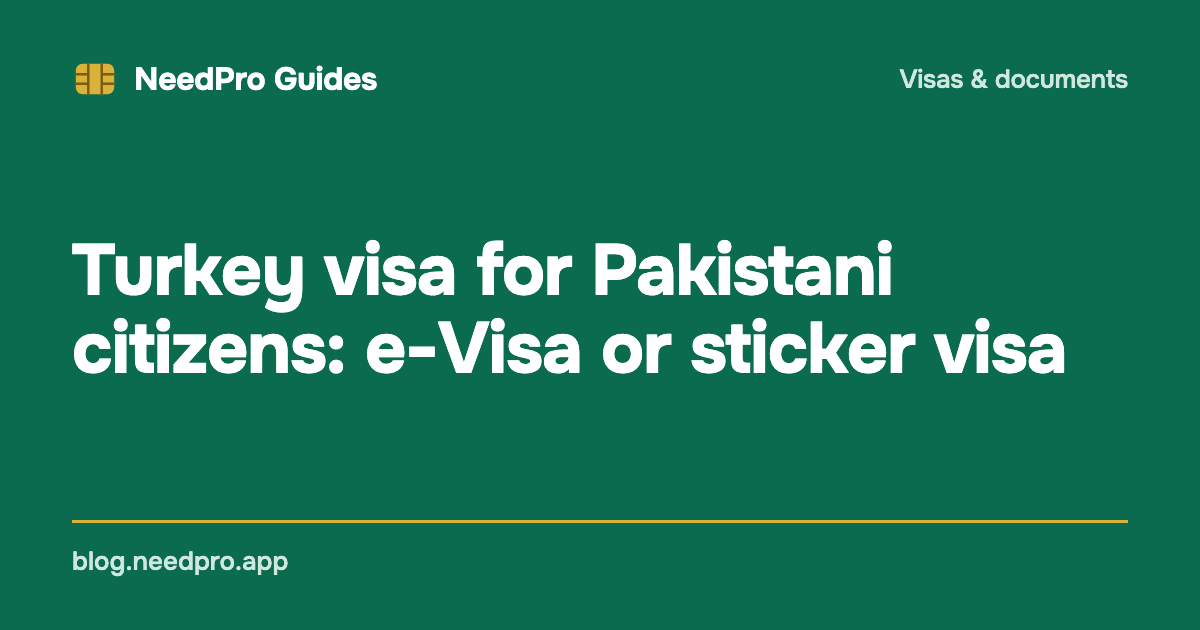 NeedPro Guides
Visas & documents
Turkey visa for Pakistani
citizens: e-Visa or sticker visa
blog.needpro.app